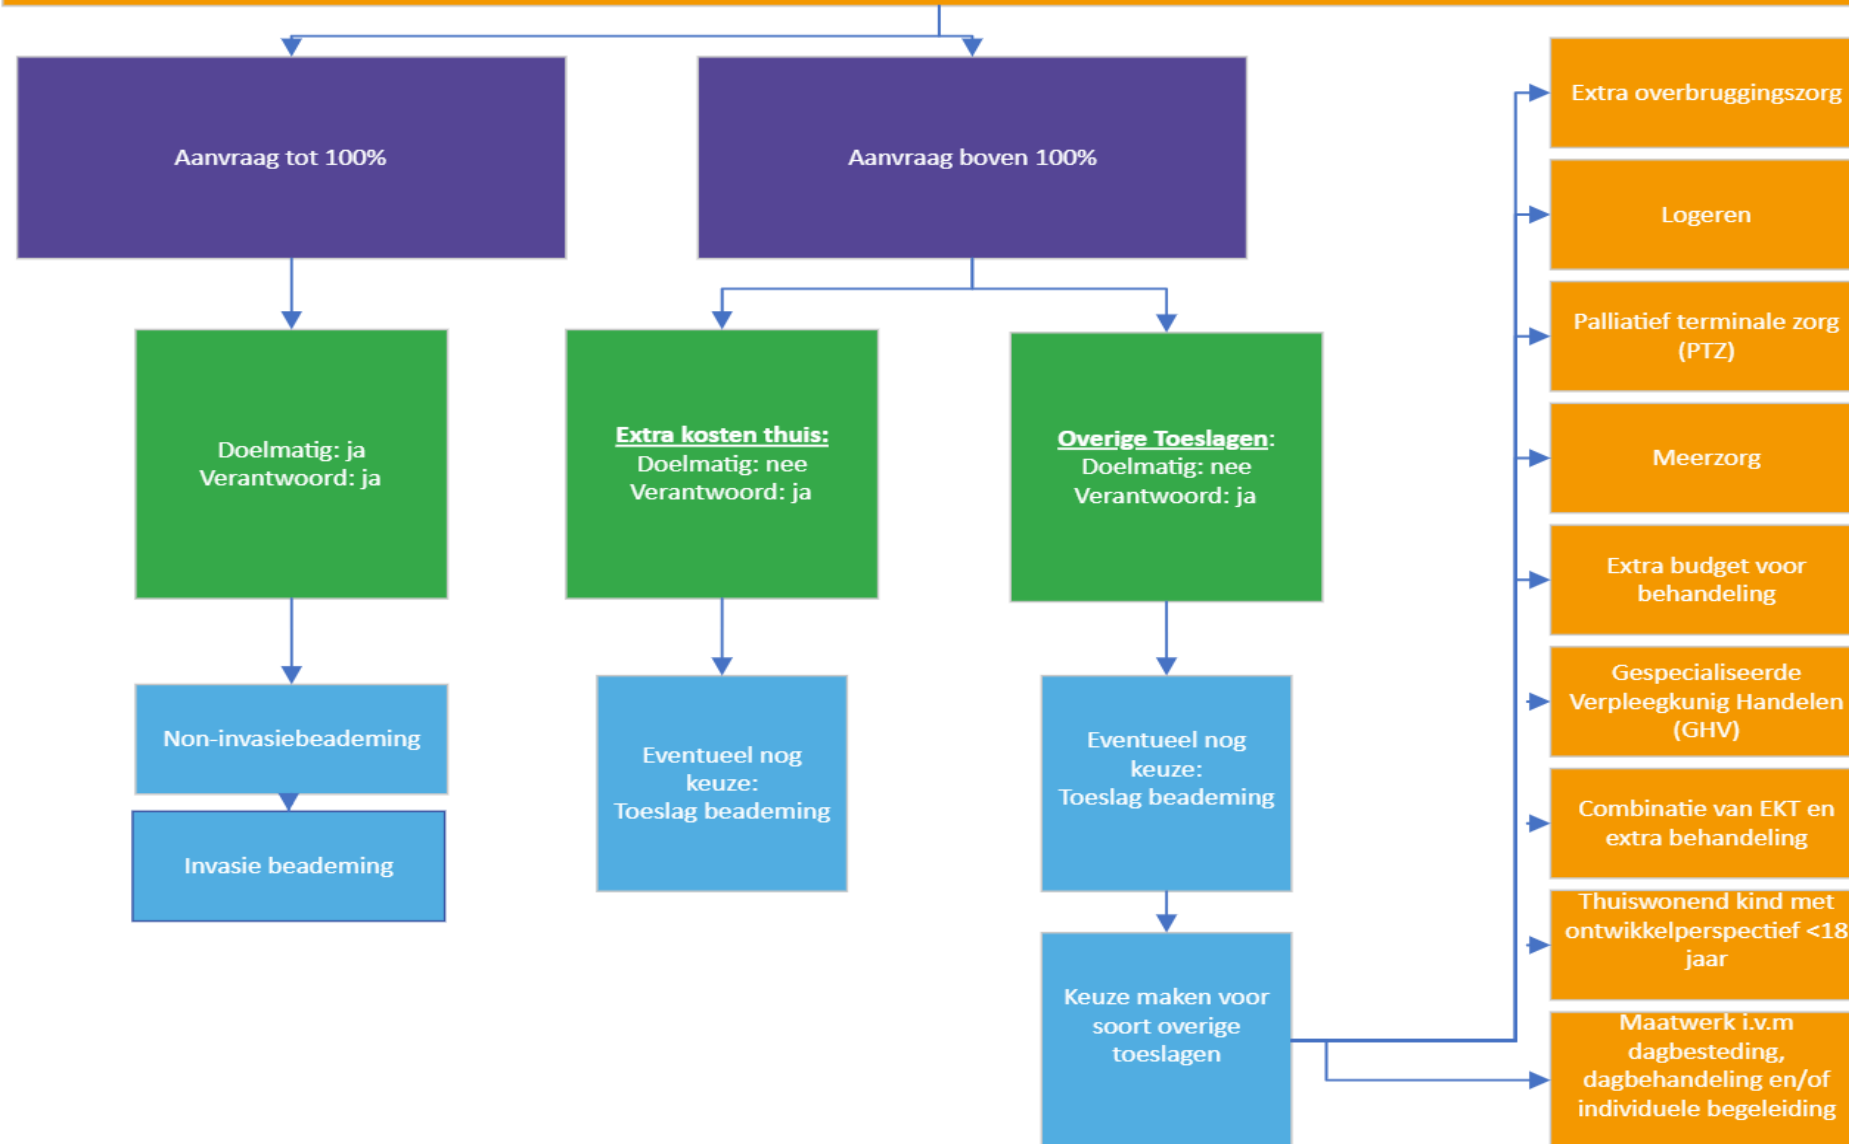 Aanvraag tot 100%
Aanvraag boven 100%
Doelmatig: ja
Verantwoord: ja
Extra kosten thuis:
Doelmatig: nee
Verantwoord: ja
Overige Toeslagen:
Doelmatig: nee
Verantwoord: ja
Non-invasiebeademing
Invasie beademing
Eventueel nog
keuze:
Toeslag beademing
Eventueel nog
keuze:
Toeslag beademing
Keuze maken voor
soort overige
toeslagen
Extra overbruggingszorg
Logeren
Palliatief terminale zorg
(PTZ)
Meerzorg
Extra budget voor
behandeling
Gespecialiseerde
Verpleegkunig Handelen
(GHV)
Combinatie van EKT en
extra behandeling
Thuiswonend kind met
ontwikkelperspectief <18
jaar
Maatwerk i.v.m
dagbesteding,
dagbehandeling en/of
individuele begeleiding